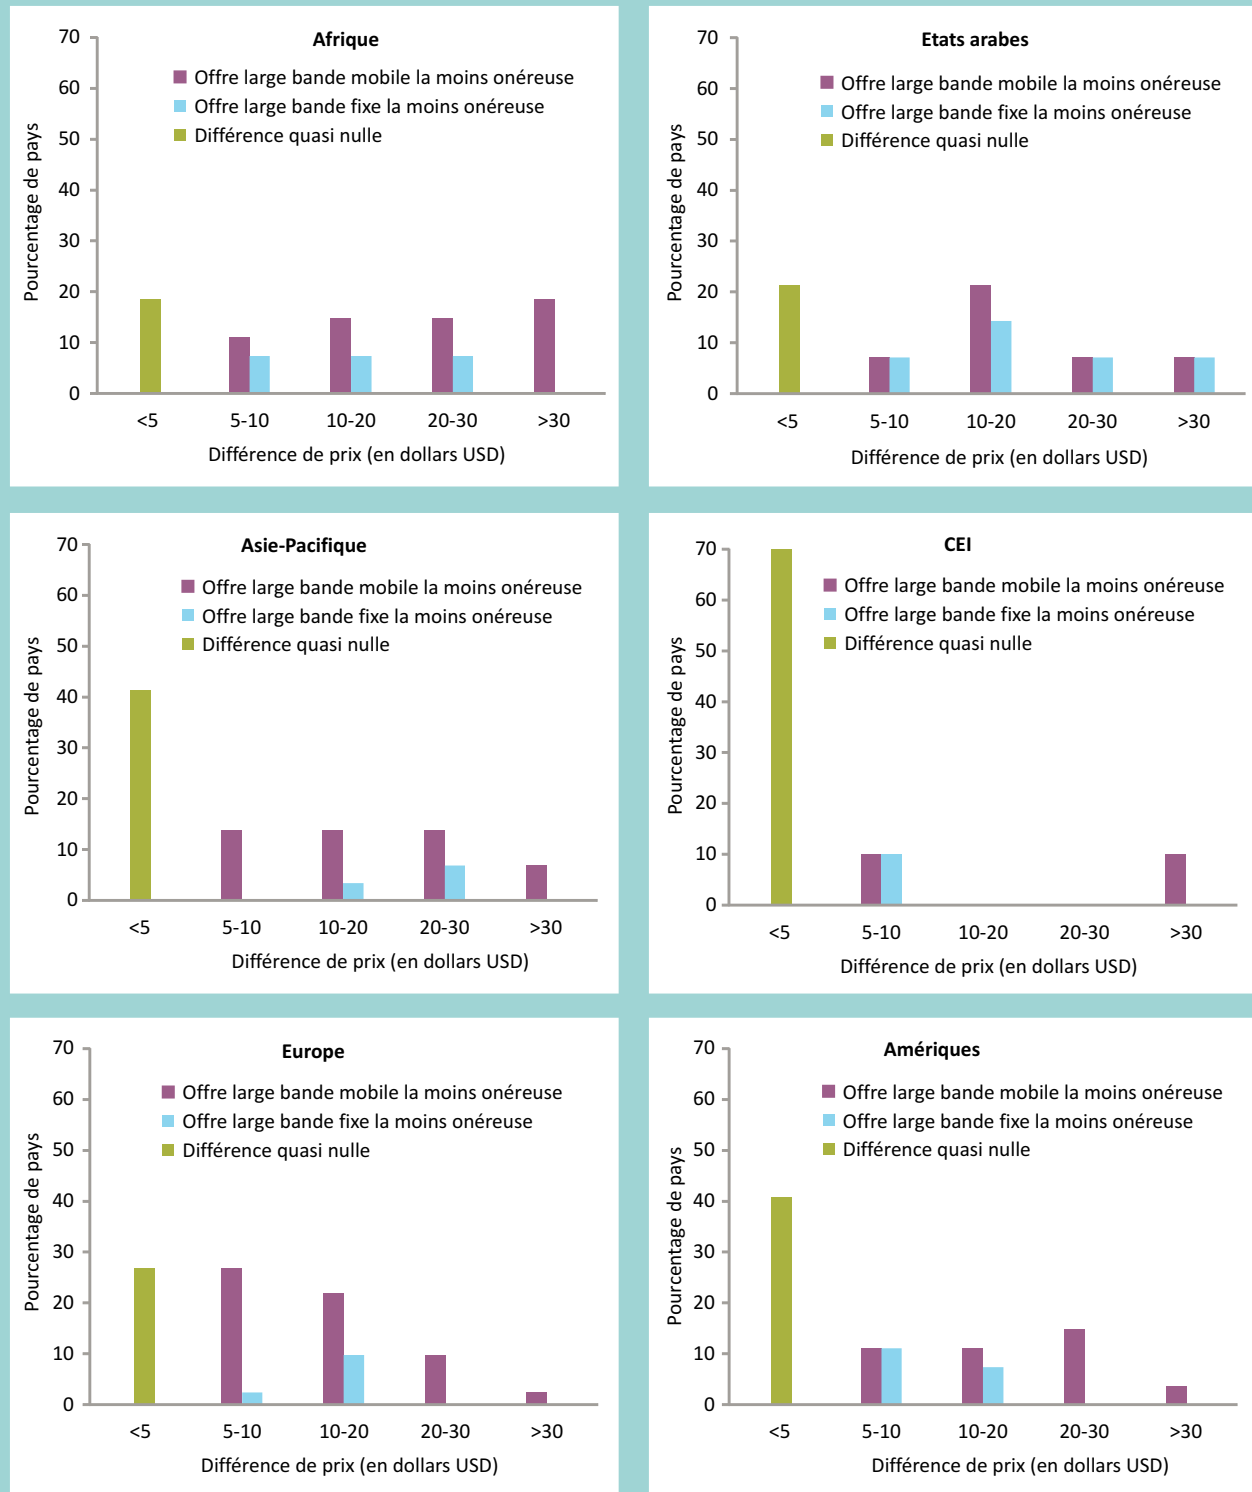 Afrique
Offre large bande mobile la moins onéreuse
Offre large bande fixe la moins onéreuse
Différence quasi nulle
Pourcentage de pays
70
60
50
40
30
20
10
0
<5 5-10 10-20 20-30 >30
Différence de prix (en dollars USD)
Etats arabes
Offre large bande mobile la moins onéreuse
Offre large bande fixe la moins onéreuse
Différence quasi nulle
Pourcentage de pays
70
60
50
40
30
20
10
0
<5 5-10 10-20 20-30 >30
Différence de prix (en dollars USD)
Asie-Pacifique
Offre large bande mobile la moins onéreuse
Offre large bande fixe la moins onéreuse
Différence quasi nulle
Pourcentage de pays
70
60
50
40
30
20
10
0
<5 5-10 10-20 20-30 >30
Différence de prix (en dollars USD)
CEI
Offre large bande mobile la moins onéreuse
Offre large bande fixe la moins onéreuse
Différence quasi nulle
Pourcentage de pays
70
60
50
40
30
20
10
0
<5 5-10 10-20 20-30 >30
Différence de prix (en dollars USD)
Europe
Offre large bande mobile la moins onéreuse
Offre large bande fixe la moins onéreuse
Différence quasi nulle
Pourcentage de pays
70
60
50
40
30
20
10
0
<5 5-10 10-20 20-30 >30
Différence de prix (en dollars USD)
Amériques
Offre large bande mobile la moins onéreuse
Offre large bande fixe la moins onéreuse
Différence quasi nulle
Pourcentage de pays
70
60
50
40
30
20
10
0
<5 5-10 10-20 20-30 >30
Différence de prix (en dollars USD)